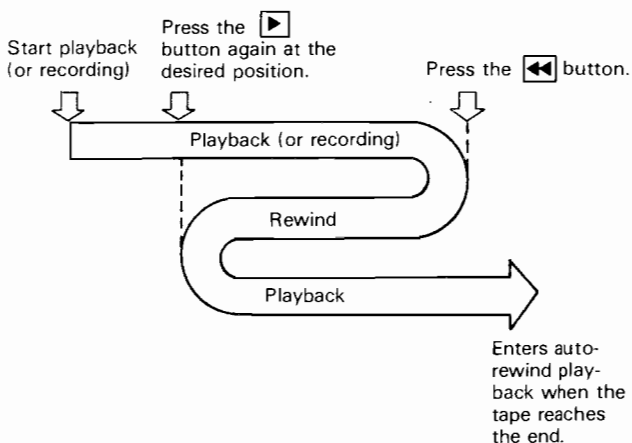 Start playback
(or recording)
Press the ▶
button again at the
desired position.
Press the ◀◀ button.
Playback (or recording)
Rewind
Playback
Enters auto-
rewind play-
back when the
tape reaches
the end.